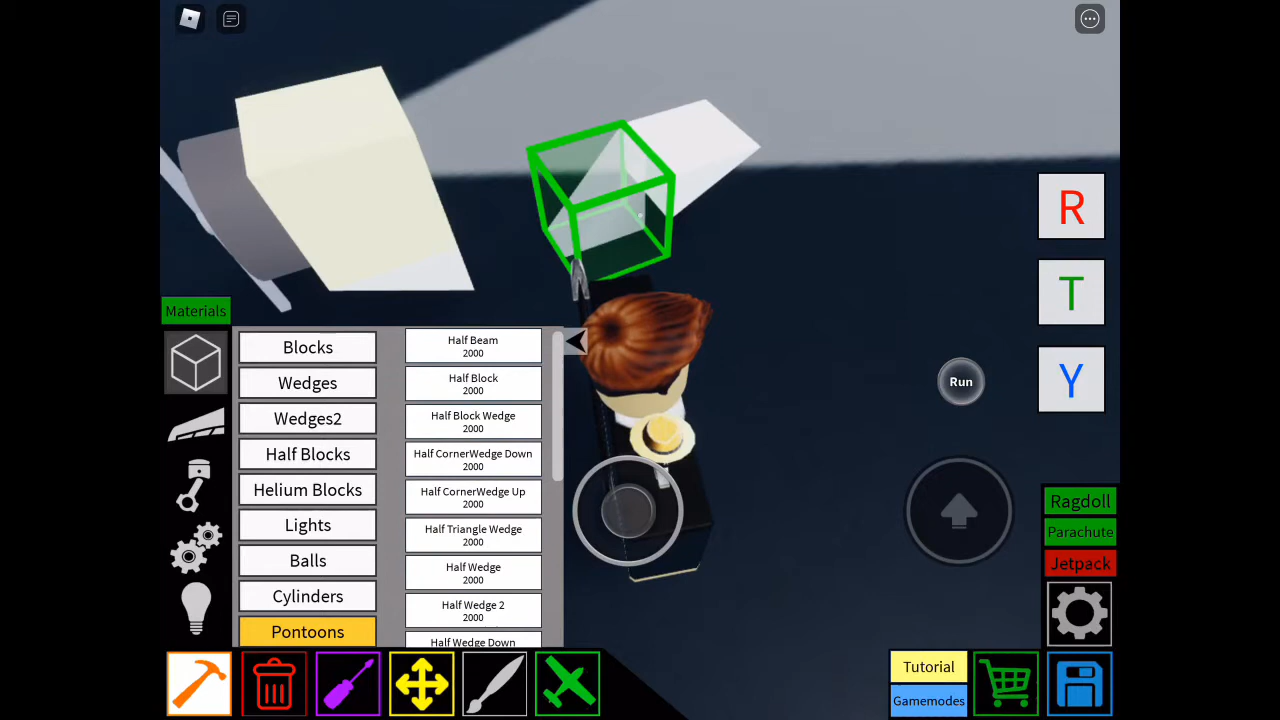 R
T
Materials
Blocks
Half Beam
2000
Wedges
Half Block
2000
Run
Y
Wedges2
Half Block Wedge
2000
Half Blocks
Half CornerWedge Down
2000
Helium Blocks
Half CornerWedge Up
2000
Ragdoll
Lights
Half Triangle Wedge
2000
Parachute
Balls
Half Wedge
2000
Jetpack
Cylinders
Half Wedge 2
2000
Pontoons
Half Wedge Down
Tutorial
Gamemodes